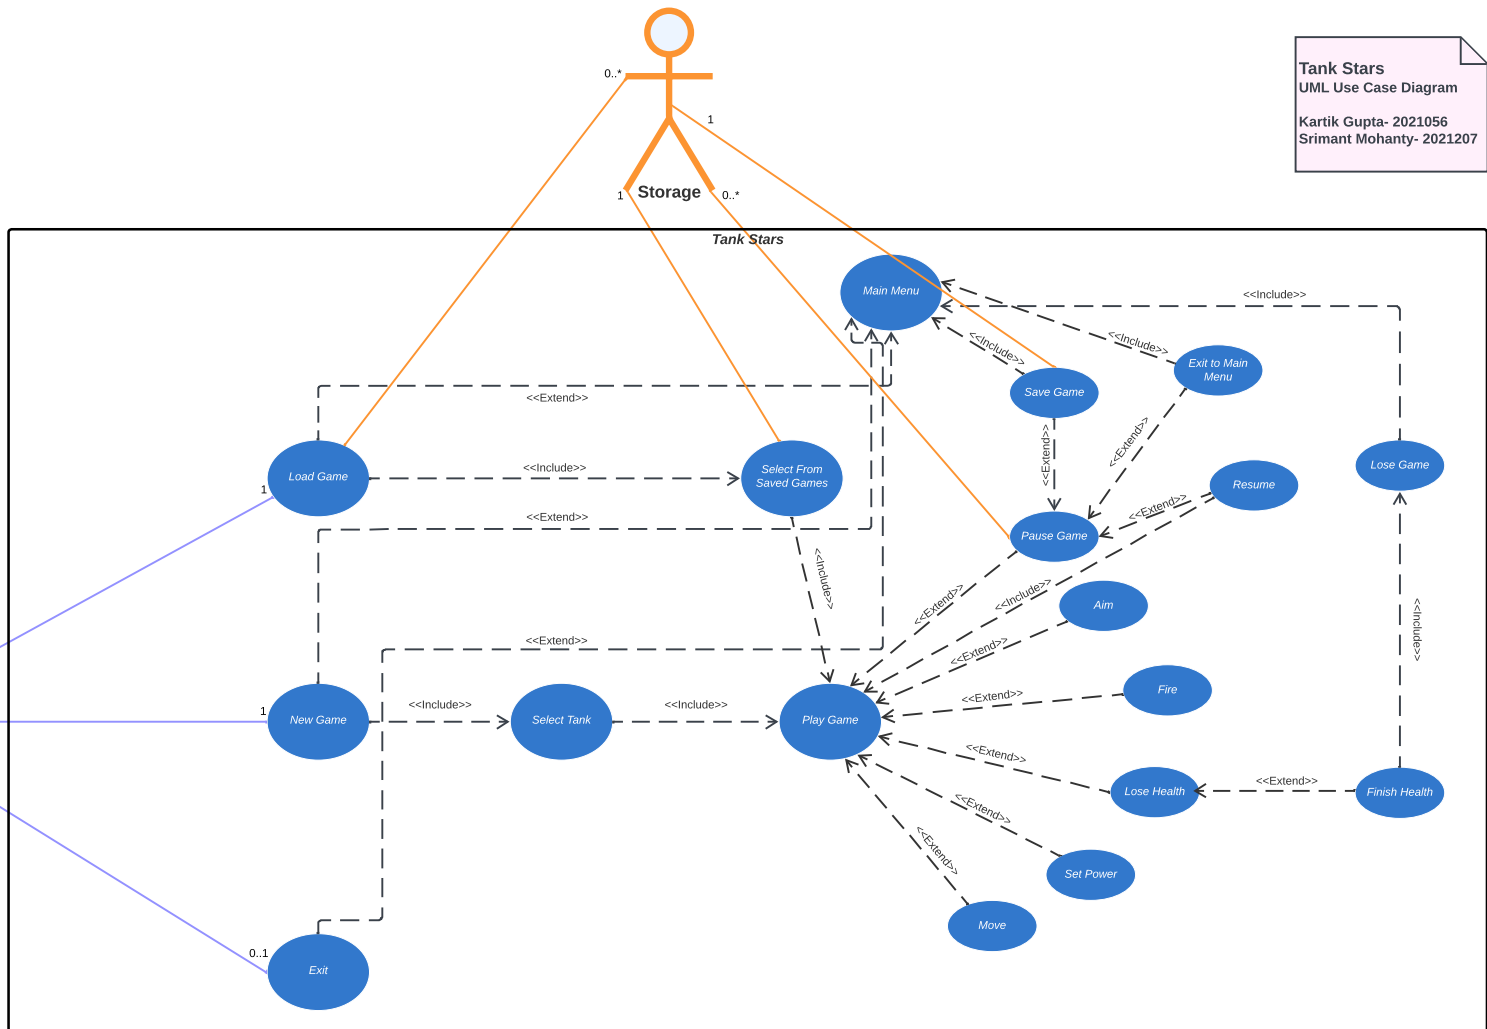 0..*
1
1
Storage
0..*
Tank Stars
UML Use Case Diagram
Kartik Gupta- 2021056
Srimant Mohanty- 2021207
Tank Stars
Main Menu
<<Include>>
<<Include>>
<<Include>>
Exit to Main
Menu
Save Game
<<Extend>>
<<Extend>>
<<Extend>>
Load Game
<<Include>>
Select From
Saved Games
Lose Game
1
Resume
<<Extend>>
<<Extend>>
Pause Game
<<Include>>
<<Extend>>
<<Include>>
Aim
<<Include>>
<<Extend>>
<<Extend>>
1
New Game
<<Include>>
Select Tank
<<Include>>
Play Game
<<Extend>>
Fire
<<Extend>>
Lose Health
<<Extend>>
Finish Health
<<Extend>>
<<Extend>>
Set Power
Move
0..1
Exit